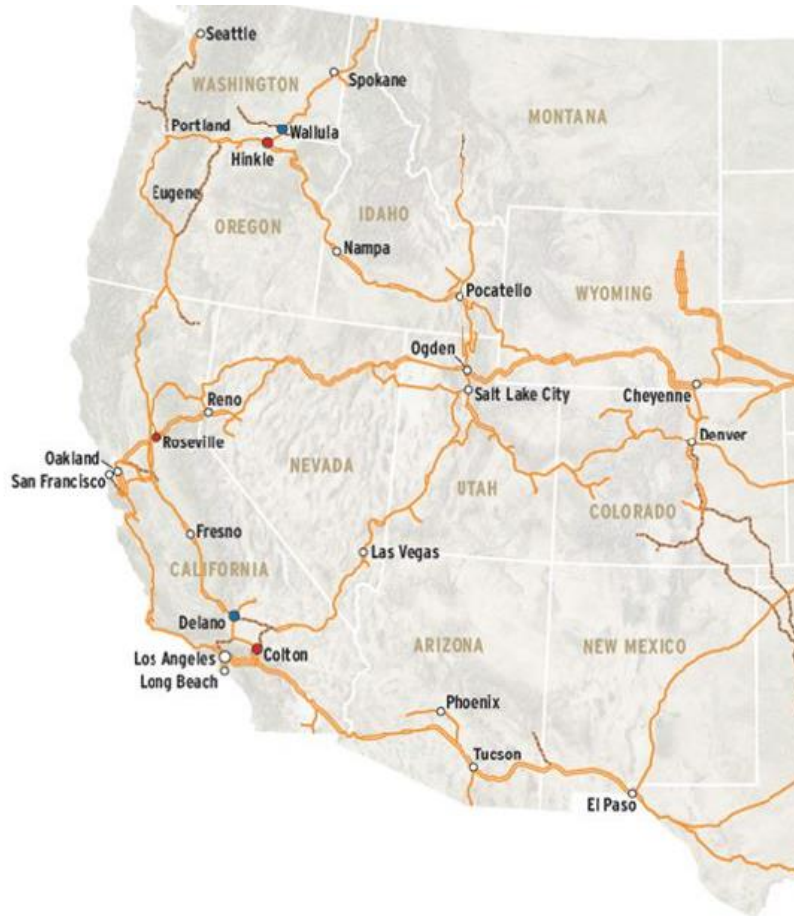 Seattle
WASHINGTON
Spokane
MONTANA
Portland
Wallula
Hinkle
Eugene
IDAHO
OREGON
Nampa
Pocatello
WYOMING
Ogden
Salt Lake City
Cheyenne
Reno
Roseville
Denver
Oakland
San Francisco
NEVADA
UTAH
COLORADO
Fresno
Las Vegas
CALIFORNIA
Delano
ARIZONA
NEW MEXICO
Los Angeles
Colton
Long Beach
Phoenix
Tucson
El Paso